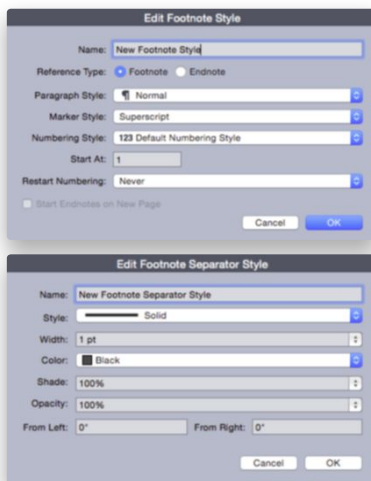 Edit Footnote Style
Name: New Footnote Style
Reference Type: Footnote Endnote
Paragraph Style: ¶ Normal
Marker Style: Superscript
Numbering Style: 123 Default Numbering Style
Start At: 1
Restart Numbering: Never
Start Endnotes on New Page
Cancel OK
Edit Footnote Separator Style
Name: New Footnote Separator Style
Style: Solid
Width: 1 pt
Color: Black
Shade: 100%
Opacity: 100%
From Left: 0" From Right: 0"
Cancel OK